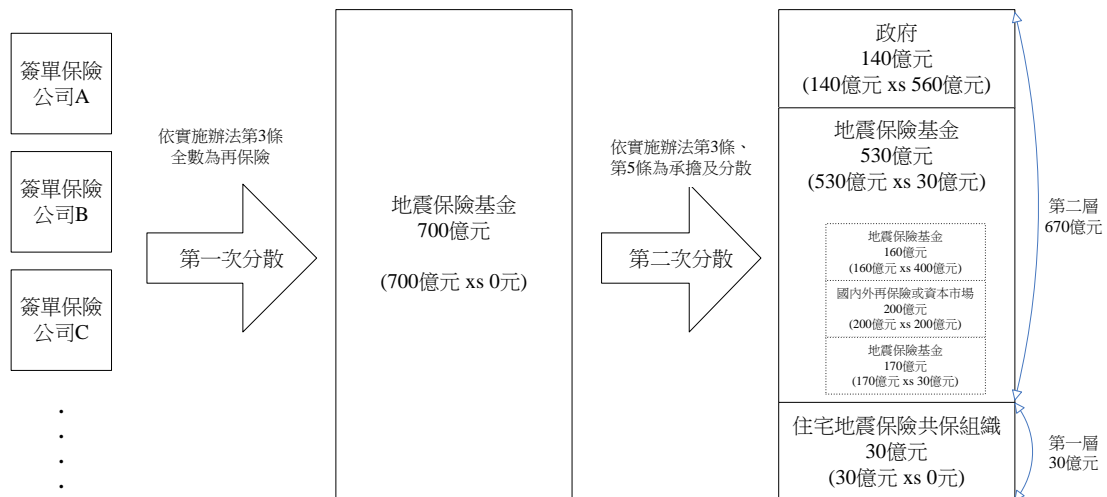 簽單保險
公司A
簽單保險
公司B
簽單保險
公司C
.
.
.
.
依實施辦法第3條
全數為再保險
第一次分散
地震保險基金
700億元
(700億元 xs 0元)
依實施辦法第3條、
第5條為承擔及分散
第二次分散
政府
140億元
(140億元 xs 560億元)
地震保險基金
530億元
(530億元 xs 30億元)
地震保險基金
160億元
(160億元 xs 400億元)
國內外再保險或資本市場
200億元
(200億元 xs 200億元)
地震保險基金
170億元
(170億元 xs 30億元)
住宅地震保險共保組織
30億元
(30億元 xs 0元)
第二層
670億元
第一層
30億元